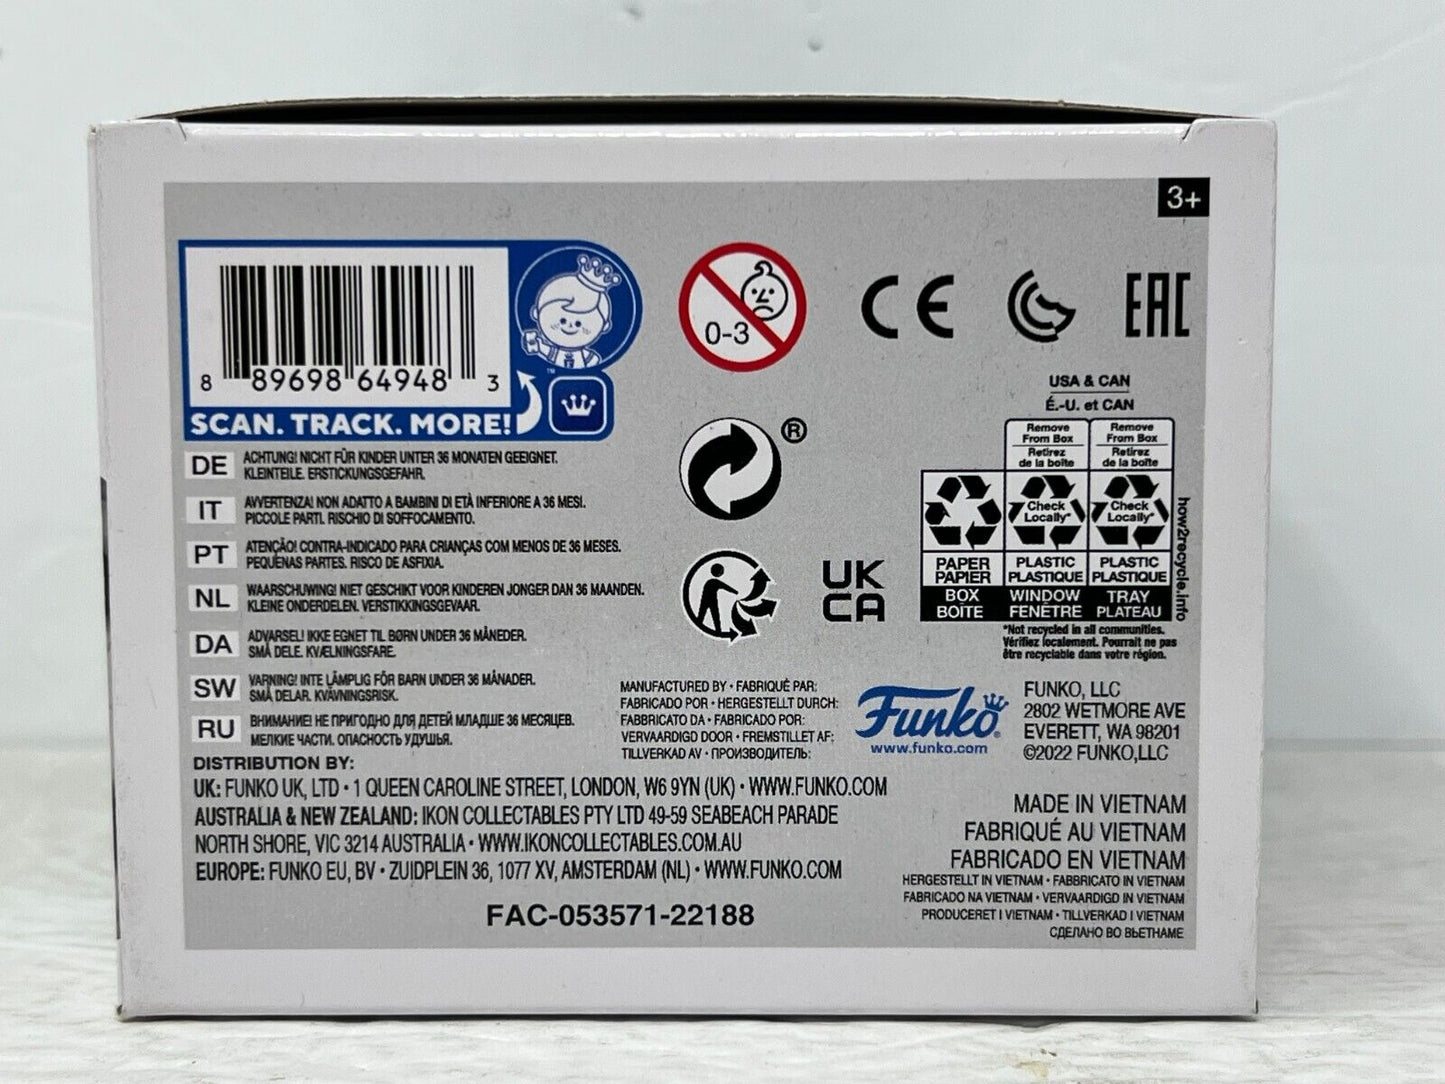 3+
8 89698 64948 3
SCAN. TRACK. MORE!
™
0-3
CE
EAC
®
USA & CAN
É.-U. et CAN
Remove
From Box
Retirez
de la boîte
Remove
From Box
Retirez
de la boîte
Check
Locally*
Check
Locally*
PAPER
PAPIER
BOX
BOÎTE
PLASTIC
PLASTIQUE
WINDOW
FENÊTRE
PLASTIC
PLASTIQUE
TRAY
PLATEAU
how2recycle.info
*Not recycled in all communities.
Vérifiez localement. Pourrait ne pas
être recyclable dans votre région.
UK
CA
DE ACHTUNG! NICHT FÜR KINDER UNTER 36 MONATEN GEEIGNET.
KLEINTEILE. ERSTICKUNGSGEFAHR.
IT AVVERTENZA! NON ADATTO A BAMBINI DI ETÀ INFERIORE A 36 MESI.
PICCOLE PARTI. RISCHIO DI SOFFOCAMENTO.
PT ATENÇÃO! CONTRA-INDICADO PARA CRIANÇAS COM MENOS DE 36 MESES.
PEQUENAS PARTES. RISCO DE ASFIXIA.
NL WAARSCHUWING! NIET GESCHIKT VOOR KINDEREN JONGER DAN 36 MAANDEN.
KLEINE ONDERDELEN. VERSTIKKINGSGEVAAR.
DA ADVARSEL! IKKE EGNET TIL BØRN UNDER 36 MÅNEDER.
SMÅ DELE. KVÆLNINGSFARE.
SW VARNING! INTE LÄMPLIG FÖR BARN UNDER 36 MÅNADER.
SMÅ DELAR. KVÄVNINGSRISK.
RU ВНИМАНИЕ! НЕ ПРИГОДНО ДЛЯ ДЕТЕЙ МЛАДШЕ 36 МЕСЯЦЕВ.
МЕЛКИЕ ЧАСТИ. ОПАСНОСТЬ УДУШЬЯ.
MANUFACTURED BY • FABRIQUÉ PAR:
FABRICADO POR • HERGESTELLT DURCH:
FABBRICATO DA • FABRICADO POR:
VERVAARDIGD DOOR • FREMSTILLET AF:
TILLVERKAD AV • ПРОИЗВОДИТЕЛЬ:
Funko®
www.funko.com
FUNKO, LLC
2802 WETMORE AVE
EVERETT, WA 98201
©2022 FUNKO,LLC
DISTRIBUTION BY:
UK: FUNKO UK, LTD • 1 QUEEN CAROLINE STREET, LONDON, W6 9YN (UK) • WWW.FUNKO.COM
AUSTRALIA & NEW ZEALAND: IKON COLLECTABLES PTY LTD 49-59 SEABEACH PARADE
NORTH SHORE, VIC 3214 AUSTRALIA • WWW.IKONCOLLECTABLES.COM.AU
EUROPE: FUNKO EU, BV • ZUIDPLEIN 36, 1077 XV, AMSTERDAM (NL) • WWW.FUNKO.COM
MADE IN VIETNAM
FABRIQUÉ AU VIETNAM
FABRICADO EN VIETNAM
HERGESTELLT IN VIETNAM • FABBRICATO IN VIETNAM
FABRICADO NA VIETNAM • VERVAARDIGD IN VIETNAM
PRODUCERET I VIETNAM • TILLVERKAD I VIETNAM
СДЕЛАНО ВО ВЬЕТНАМЕ
FAC-053571-22188